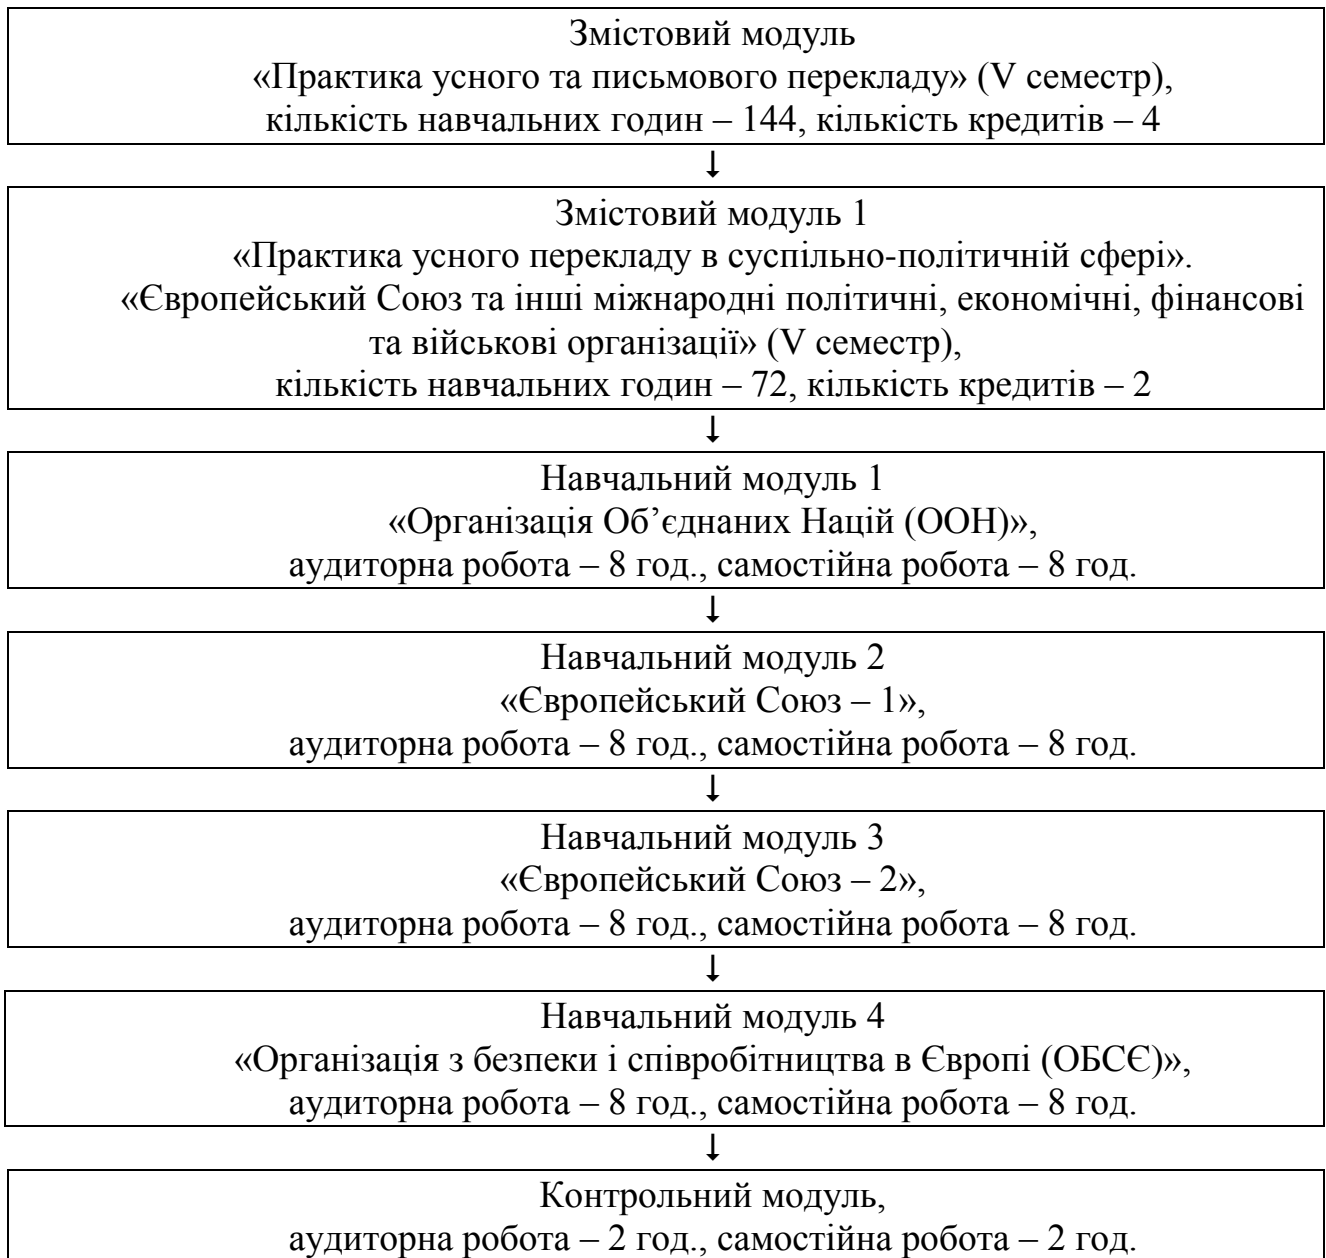 Змістовий модуль
«Практика усного та письмового перекладу» (V семестр),
кількість навчальних годин – 144, кількість кредитів – 4
↓
Змістовий модуль 1
«Практика усного перекладу в суспільно-політичній сфері».
«Європейський Союз та інші міжнародні політичні, економічні, фінансові
та військові організації» (V семестр),
кількість навчальних годин – 72, кількість кредитів – 2
↓
Навчальний модуль 1
«Організація Об’єднаних Націй (ООН)»,
аудиторна робота – 8 год., самостійна робота – 8 год.
↓
Навчальний модуль 2
«Європейський Союз – 1»,
аудиторна робота – 8 год., самостійна робота – 8 год.
↓
Навчальний модуль 3
«Європейський Союз – 2»,
аудиторна робота – 8 год., самостійна робота – 8 год.
↓
Навчальний модуль 4
«Організація з безпеки і співробітництва в Європі (ОБСЄ)»,
аудиторна робота – 8 год., самостійна робота – 8 год.
↓
Контрольний модуль,
аудиторна робота – 2 год., самостійна робота – 2 год.